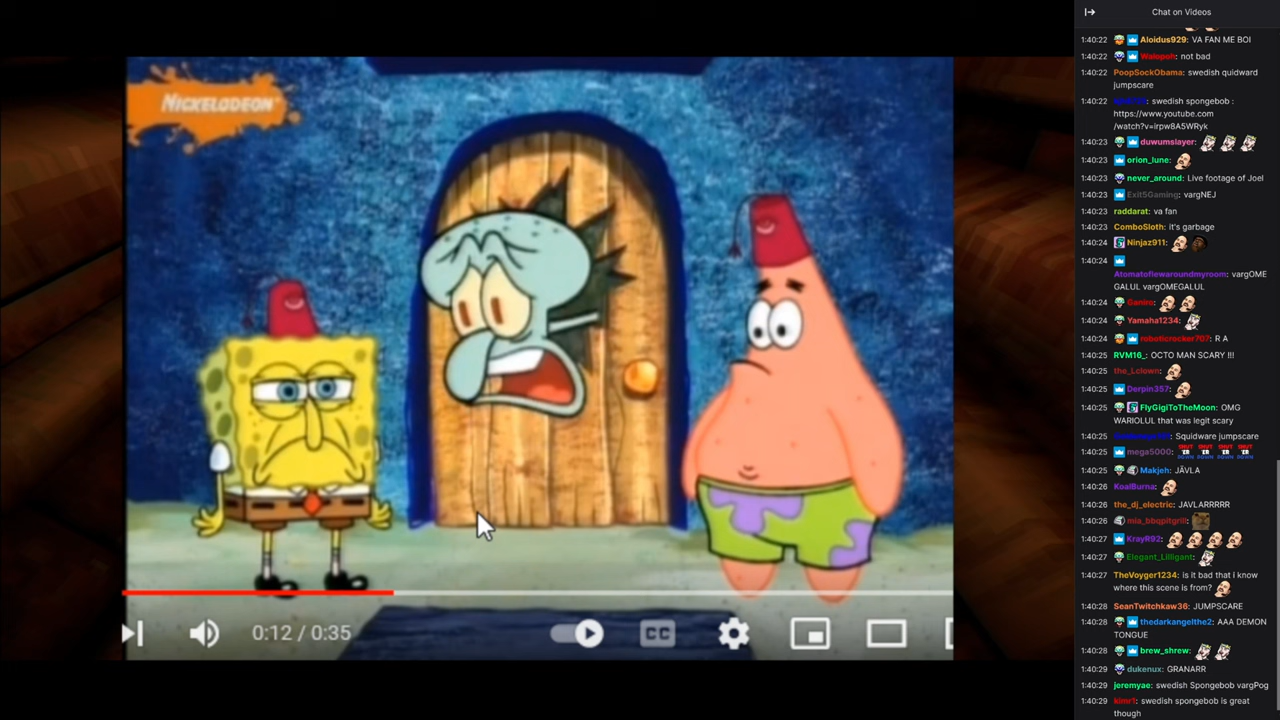 Chat on Videos
NICKELODEON
0:12 / 0:35
CC
1:40:22 Aloidus929: VA FAN ME BOI
1:40:22 Walopoh: not bad
1:40:22 PoopSockObama: swedish quidward
jumpscare
1:40:22 : swedish spongebob :
https://www.youtube.com
/watch?v=irpw8A5WRyk
1:40:23 duwumslayer:
1:40:23 orion_lune:
1:40:23 never_around: Live footage of Joel
1:40:23 Exit5Gaming: vargNEJ
1:40:23 raddarat: va fan
1:40:23 ComboSloth: it's garbage
1:40:24 Ninjaz911:
1:40:24
Atomatoflewaroundmyroom: vargOME
GALUL vargOMEGALUL
1:40:24 Ganiro:
1:40:24 Yamaha1234:
1:40:24 roboticrocker707: R A
1:40:25 RVM16_: OCTO MAN SCARY !!!
1:40:25 the_Lclown:
1:40:25 Derpin357:
1:40:25 FlyGigiToTheMoon: OMG
WARIOLUL that was legit scary
1:40:25 : Squidware jumpscare
1:40:25 mega5000:
1:40:25 Makjeh: JÄVLA
1:40:26 KoalBurna:
1:40:26 the_dj_electric: JAVLARRRRR
1:40:26 mia_bbqpitgrill:
1:40:27 KrayR92:
1:40:27 Elegant_Lilligant:
1:40:27 TheVoyger1234: is it bad that i know
where this scene is from?
1:40:28 SeanTwitchkaw36: JUMPSCARE
1:40:28 thedarkangelthe2: AAA DEMON
TONGUE
1:40:28 brew_shrew:
1:40:29 dukenux: GRANARR
1:40:29 jeremyae: swedish Spongebob vargPog
1:40:29 kimr1: swedish spongebob is great
though